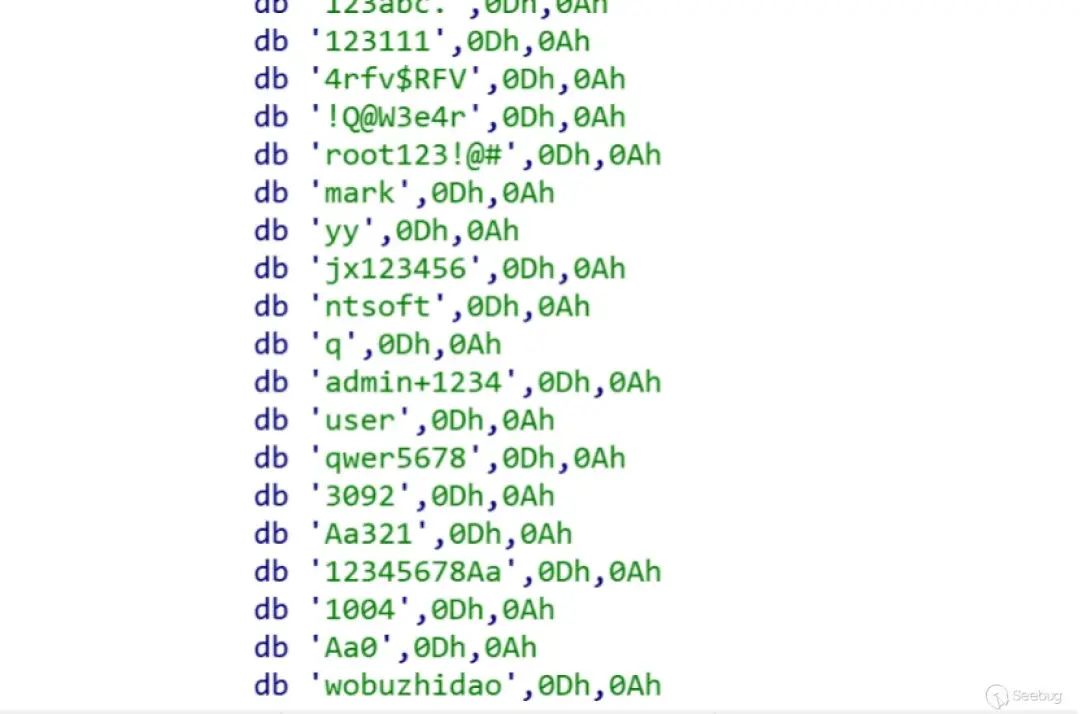 db '123abc.',0Dh,0Ah
db '123111',0Dh,0Ah
db '4rfv$RFV',0Dh,0Ah
db '!Q@W3e4r',0Dh,0Ah
db 'root123!@#',0Dh,0Ah
db 'mark',0Dh,0Ah
db 'yy',0Dh,0Ah
db 'jx123456',0Dh,0Ah
db 'ntsoft',0Dh,0Ah
db 'q',0Dh,0Ah
db 'admin+1234',0Dh,0Ah
db 'user',0Dh,0Ah
db 'qwer5678',0Dh,0Ah
db '3092',0Dh,0Ah
db 'Aa321',0Dh,0Ah
db '12345678Aa',0Dh,0Ah
db '1004',0Dh,0Ah
db 'Aa0',0Dh,0Ah
db 'wobuzhidao',0Dh,0Ah
Seebug